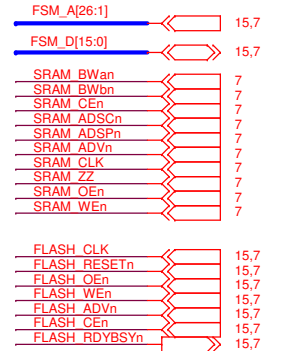 FSM_A[26:1] 15,7
FSM_D[15:0] 15,7
SRAM_BWan 7
SRAM_BWbn 7
SRAM_CEn 7
SRAM_ADSCn 7
SRAM_ADSPn 7
SRAM_ADVn 7
SRAM_CLK 7
SRAM_ZZ 7
SRAM_OEn 7
SRAM_WEn 7
FLASH_CLK 15,7
FLASH_RESETn 15,7
FLASH_OEn 15,7
FLASH_WEn 15,7
FLASH_ADVn 15,7
FLASH_CEn 15,7
FLASH_RDYBSYn 15,7